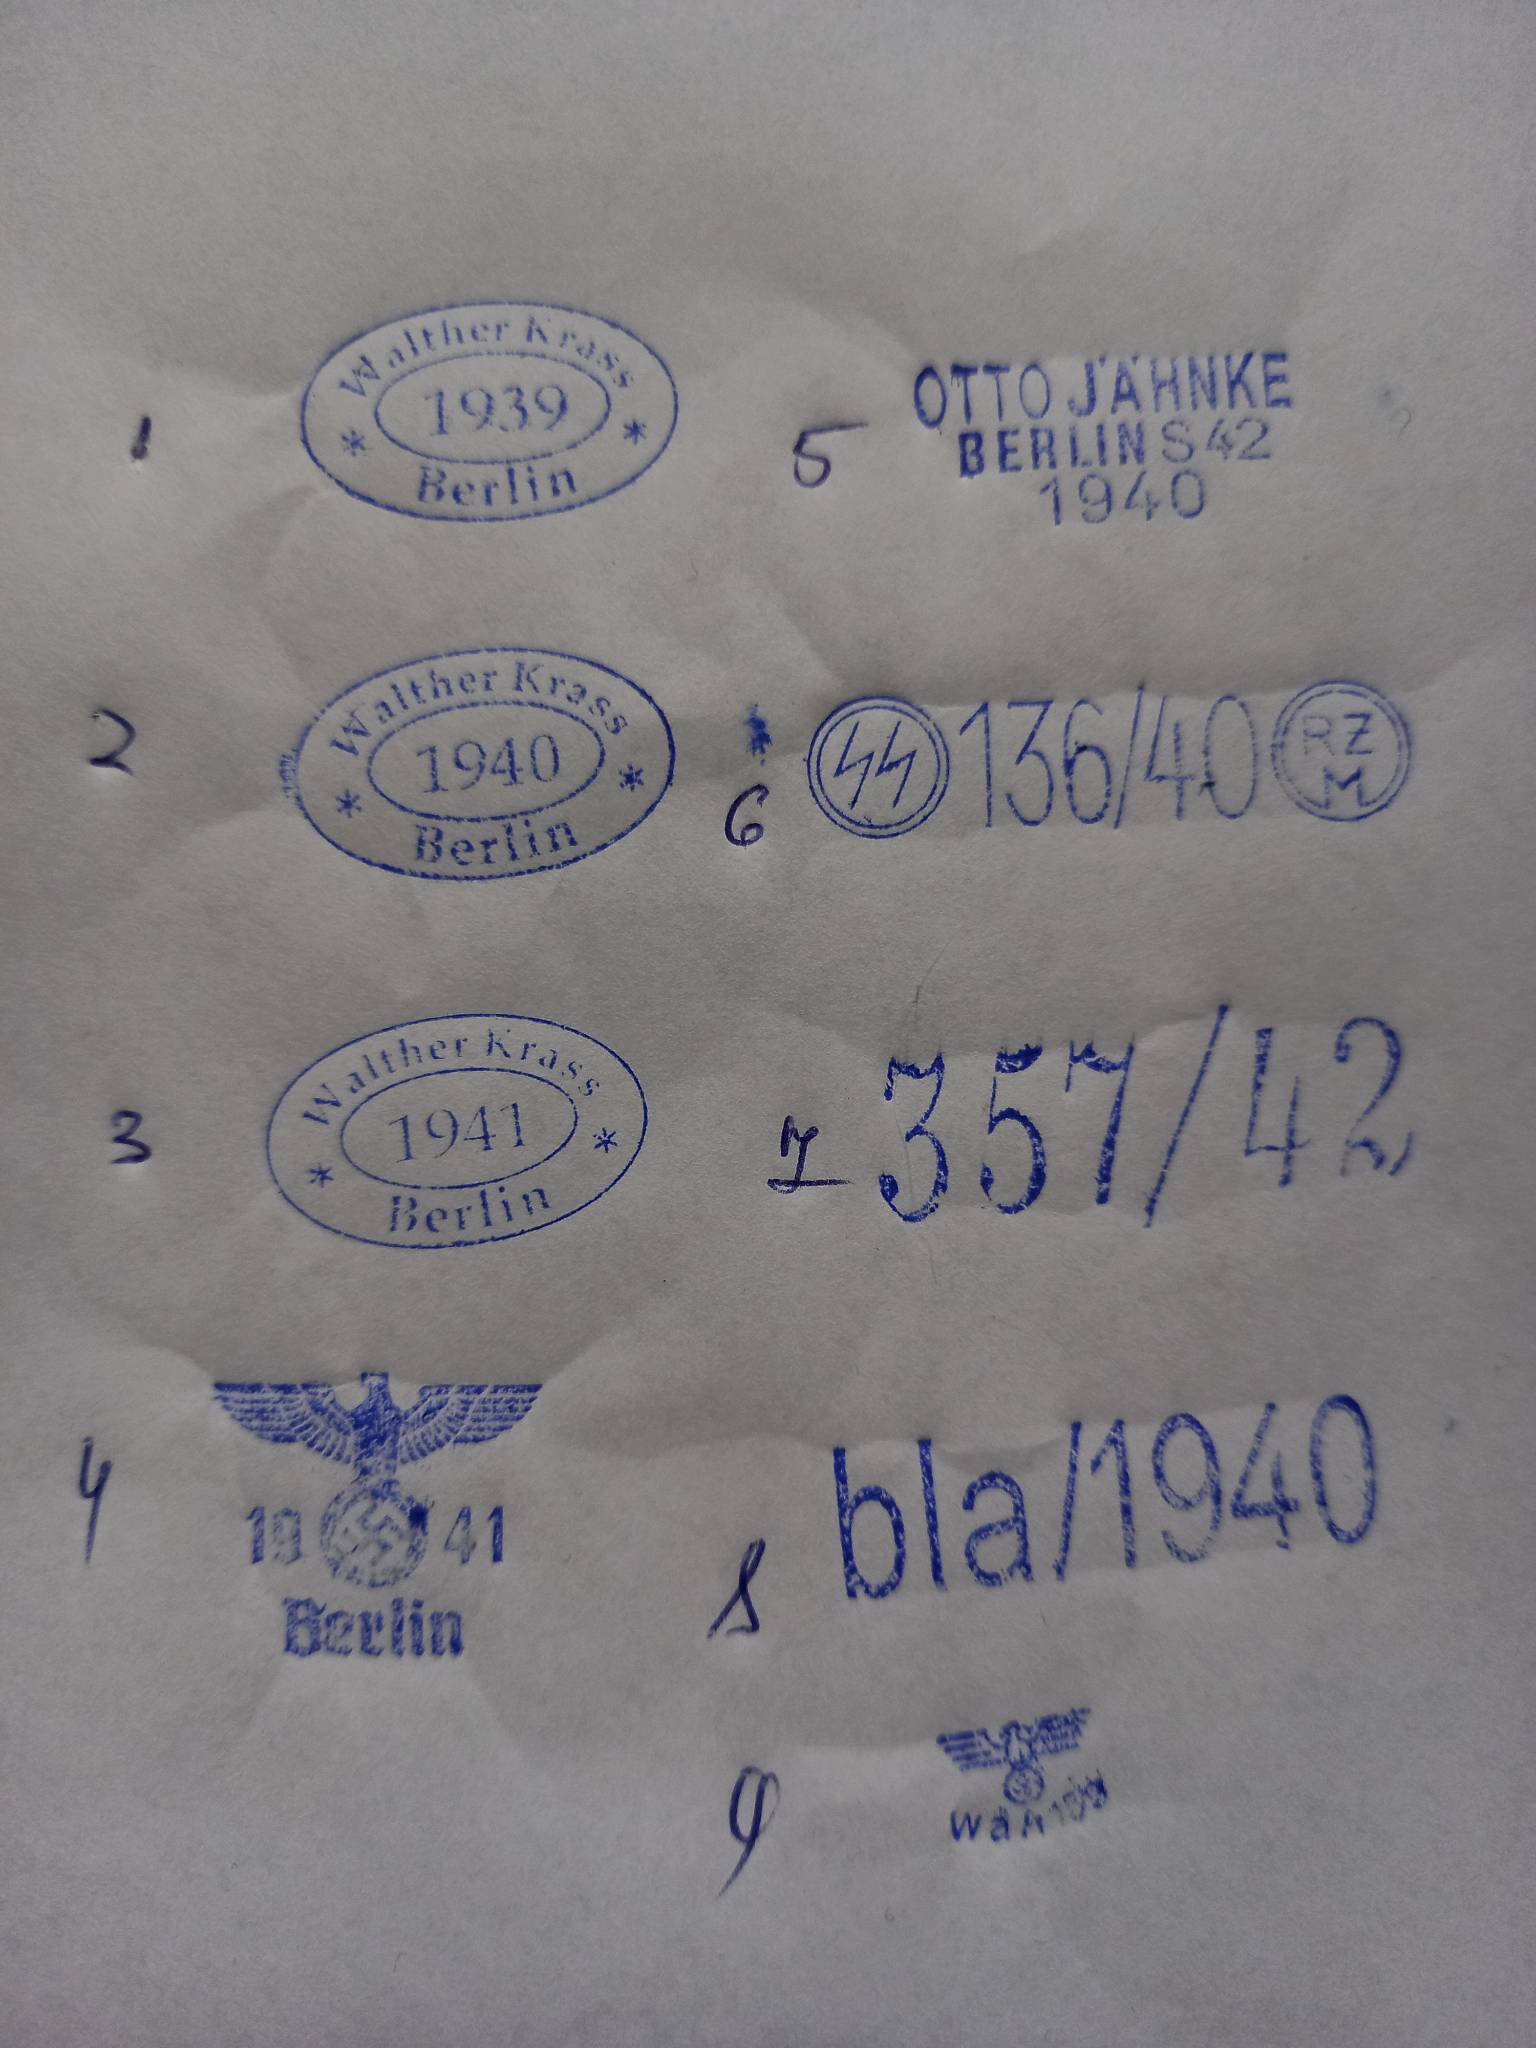 1
Walther Krass
1939
* *
Berlin
2
Walther Krass
1940
* *
Berlin
3
Walther Krass
1941
* *
Berlin
4
19 41
Berlin
5
OTTO JÄHNKE
BERLIN S 42
1940
6
SS 136/40 RZM
7
357/42
8
bla/1940
9
WaA